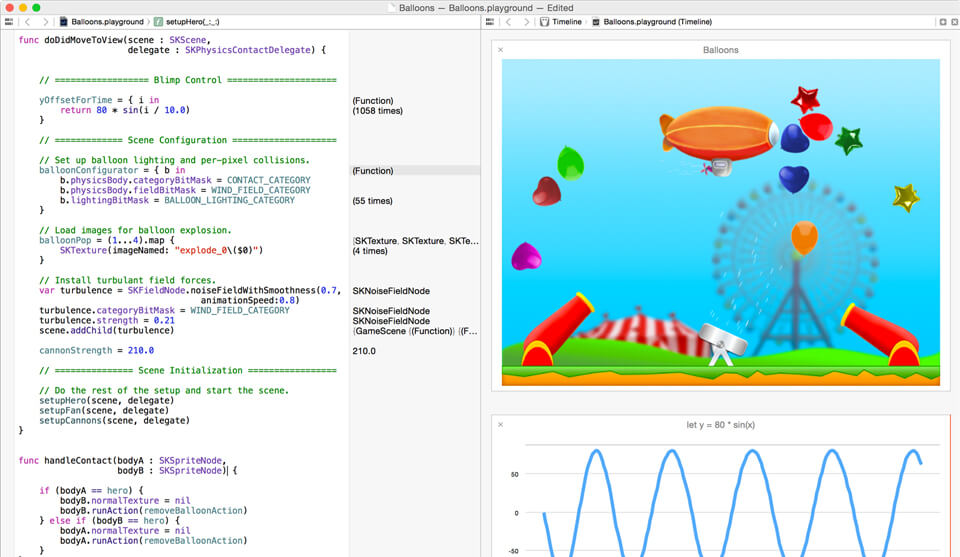 Balloons — Balloons.playground — Edited
Balloons.playground
setupHero(_:_:)
Timeline
Balloons.playground (Timeline)
func doDidMoveToView(scene : SKScene,
delegate : SKPhysicsContactDelegate) {
// ================== Blimp Control =====================
yOffsetForTime = { i in
(Function)
return 80 * sin(i / 10.0)
(1058 times)
}
// ============= Scene Configuration ====================
// Set up balloon lighting and per-pixel collisions.
balloonConfigurator = { b in
(Function)
b.physicsBody.categoryBitMask = CONTACT_CATEGORY
b.physicsBody.fieldBitMask = WIND_FIELD_CATEGORY
b.lightingBitMask = BALLOON_LIGHTING_CATEGORY
(55 times)
}
// Load images for balloon explosion.
balloonPop = (1...4).map {
[SKTexture, SKTexture, SKTe...
SKTexture(imageNamed: "explode_0\($0)")
(4 times)
}
// Install turbulant field forces.
var turbulence = SKFieldNode.noiseFieldWithSmoothness(0.7,
SKNoiseFieldNode
animationSpeed:0.8)
turbulence.categoryBitMask = WIND_FIELD_CATEGORY
SKNoiseFieldNode
turbulence.strength = 0.21
SKNoiseFieldNode
scene.addChild(turbulence)
{GameScene {(Function)} {(F...
cannonStrength = 210.0
210.0
// =============== Scene Initialization =================
// Do the rest of the setup and start the scene.
setupHero(scene, delegate)
setupFan(scene, delegate)
setupCannons(scene, delegate)
}
func handleContact(bodyA : SKSpriteNode,
bodyB : SKSpriteNode) {
if (bodyA == hero) {
bodyB.normalTexture = nil
bodyB.runAction(removeBalloonAction)
} else if (bodyB == hero) {
bodyA.normalTexture = nil
bodyA.runAction(removeBalloonAction)
}
Balloons
let y = 80 * sin(x)
50
0
-50